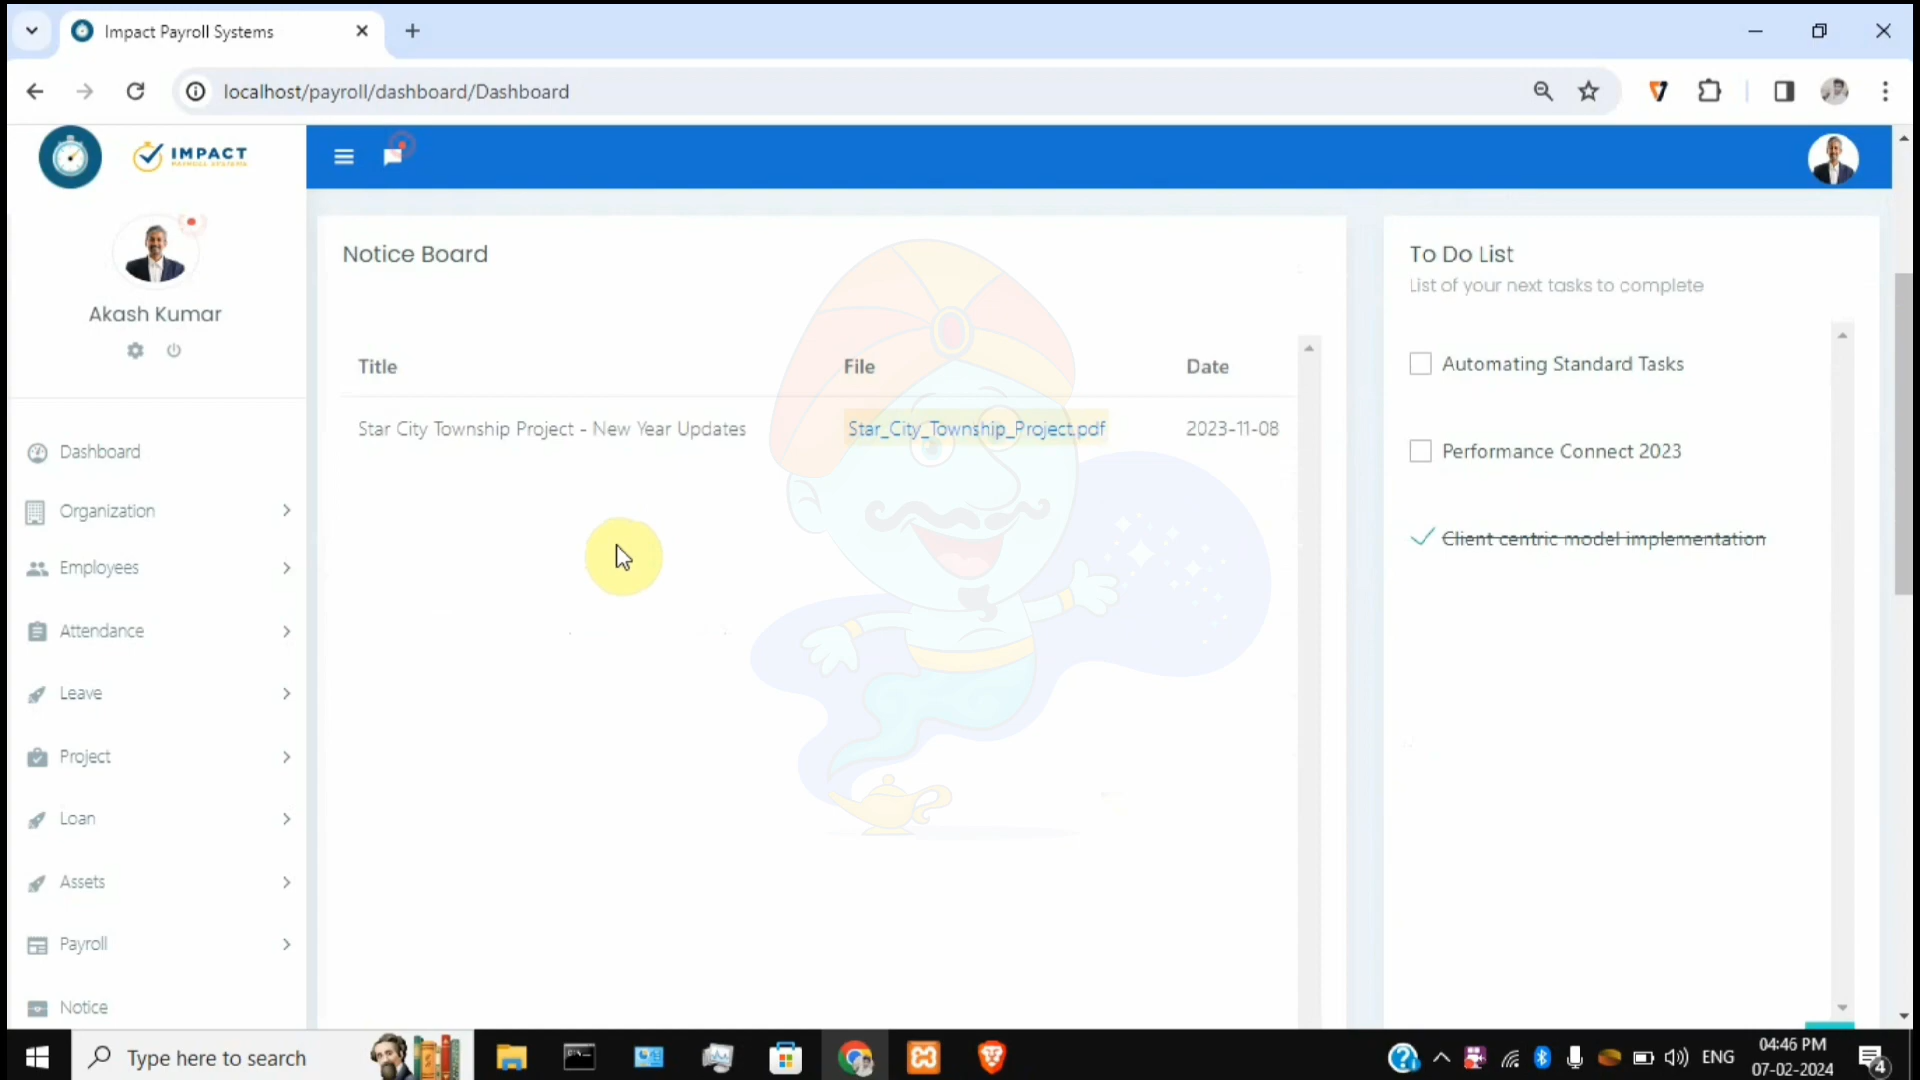 Impact Payroll Systems
localhost/payroll/dashboard/Dashboard
IMPACT
PAYROLL SYSTEMS
Akash Kumar
Dashboard
Organization
Employees
Attendance
Leave
Project
Loan
Assets
Payroll
Notice
Notice Board
Title File Date
Star City Township Project - New Year Updates Star_City_Township_Project.pdf 2023-11-08
To Do List
List of your next tasks to complete
Automating Standard Tasks
Performance Connect 2023
Client centric model implementation
Type here to search
ENG
04:46 PM
07-02-2024
4